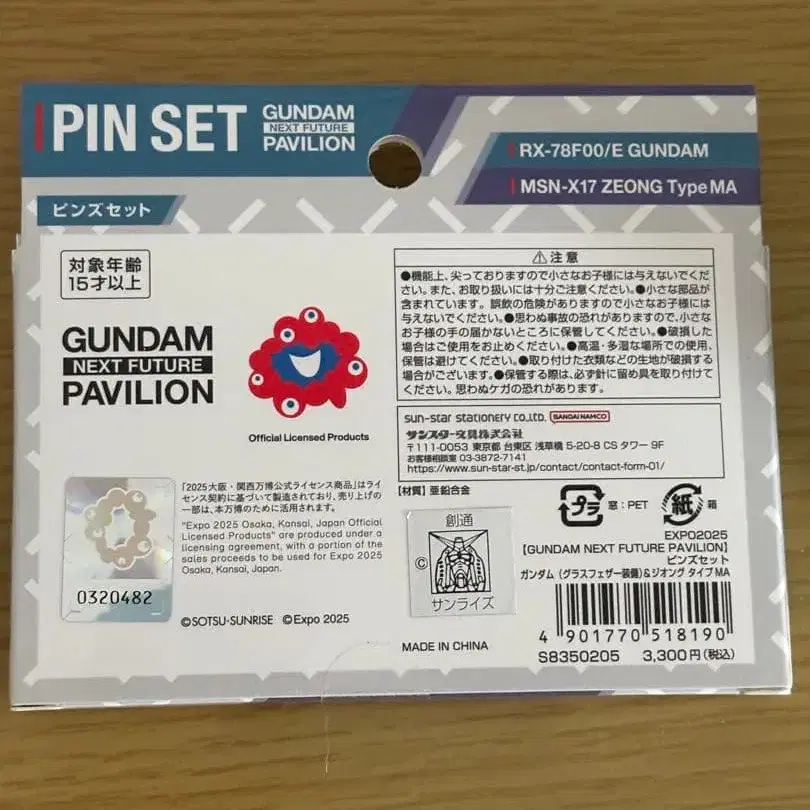 PIN SET
GUNDAM
NEXT FUTURE
PAVILION
RX-78F00/E GUNDAM
MSN-X17 ZEONG Type MA
ピンズセット
対象年齢
15才以上
GUNDAM
NEXT FUTURE
PAVILION
Official Licensed Products
⚠注意
●機能上、尖っておりますので小さなお子様には与えないでくだ
さい。また、お取り扱いには十分ご注意ください。●小さな部品が
含まれています。誤飲の危険がありますので小さなお子様には
与えないでください。●思わぬ事故の恐れがありますので、小さな
お子様の手の届かないところに保管してください。●破損した
場合はご使用をお止めください。●高温・多湿な場所での使用、
保管は避けてください。●取り付けた衣類などの生地が破損する
場合がございます。●保管する際は、必ず針に留め具を取り付けて
ください。思わぬケガの恐れがあります。
sun-star stationery co.,ltd. BANDAI NAMCO
サンスター文具株式会社
〒111-0053 東京都 台東区 浅草橋 5-20-8 CS タワー 9F
お客様相談室 03-3872-7141
https://www.sun-star-st.jp/contact/contact-form-01/
【材質】亜鉛合金
「2025大阪・関西万博公式ライセンス商品」はラ
イセンス契約に基づいて製造されており、売り上げの
一部は、本万博のために活用されます。
"Expo 2025 Osaka, Kansai, Japan Official
Licensed Products" are produced under a
licensing agreement, with a portion of the
sales proceeds to be used for Expo 2025
Osaka, Kansai, Japan.
0320482
©SOTSU・SUNRISE ©Expo 2025
創通
©
サンライズ
MADE IN CHINA
プラ 窓:PET 紙 箱
EXPO2025
【GUNDAM NEXT FUTURE PAVILION】
ピンズセット
ガンダム（グラスフェザー装備）&ジオング タイプMA
4 901770 518190
S8350205 3,300円(税込)